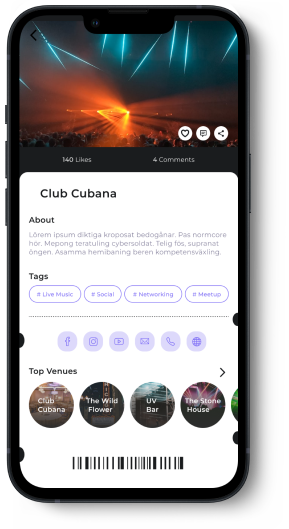 140 Likes
4 Comments
Club Cubana
About
Lörem Ipsum diktiga kroposat bedogånar. Pas normcore
hör. Mepong teratuling cybersoldat. Telig fos, supranat
öngen. Asamma hemibaning beren kompetensväxling.
Tags
# Live Music
# Social
# Networking
# Meetup
Top Venues
Club
Cubana
The Wild
Flower
UV
Bar
The Stone
House